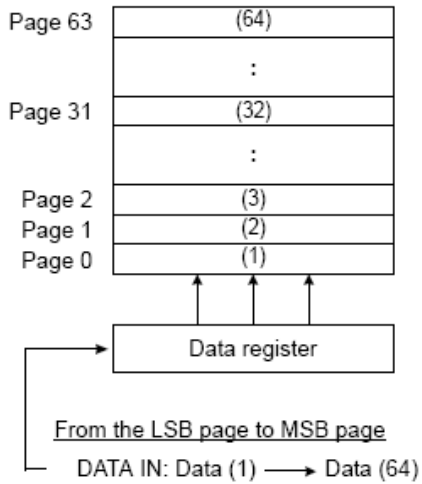 Page 63 (64)
:
Page 31 (32)
:
Page 2 (3)
Page 1 (2)
Page 0 (1)
Data register
From the LSB page to MSB page
DATA IN: Data (1) → Data (64)